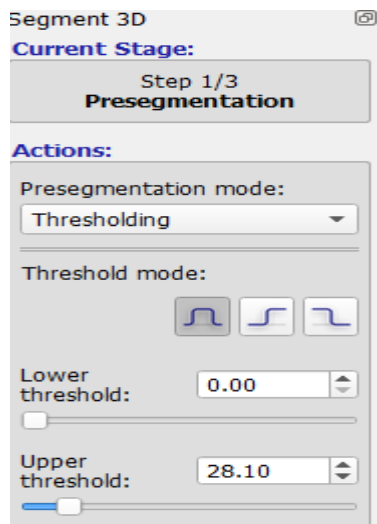 Segment 3D
Current Stage:
Step 1/3
Presegmentation
Actions:
Presegmentation mode:
Thresholding
Threshold mode:
Lower
threshold:
0.00
Upper
threshold:
28.10